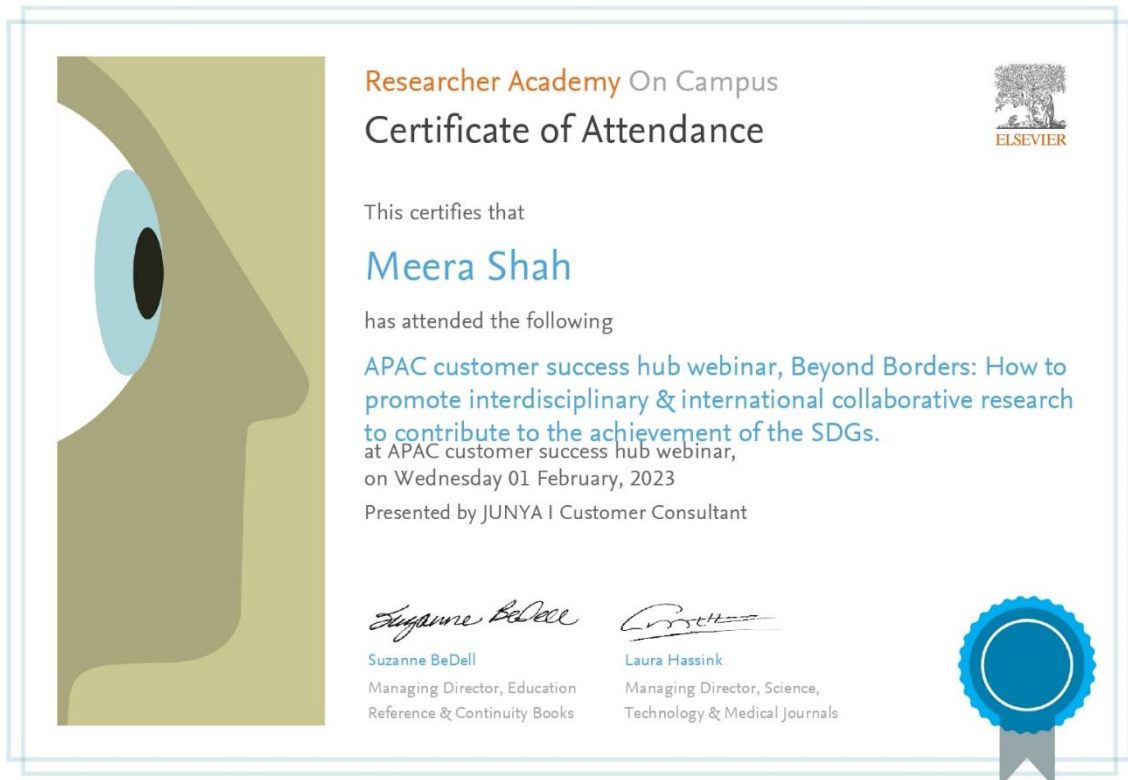 Researcher Academy On Campus
Certificate of Attendance
ELSEVIER
This certifies that
Meera Shah
has attended the following
APAC customer success hub webinar, Beyond Borders: How to
promote interdisciplinary & international collaborative research
to contribute to the achievement of the SDGs.
at APAC customer success hub webinar,
on Wednesday 01 February, 2023
Presented by JUNYA I Customer Consultant
Suzanne BeDell
Suzanne BeDell
Managing Director, Education
Reference & Continuity Books
Laura Hassink
Managing Director, Science,
Technology & Medical Journals